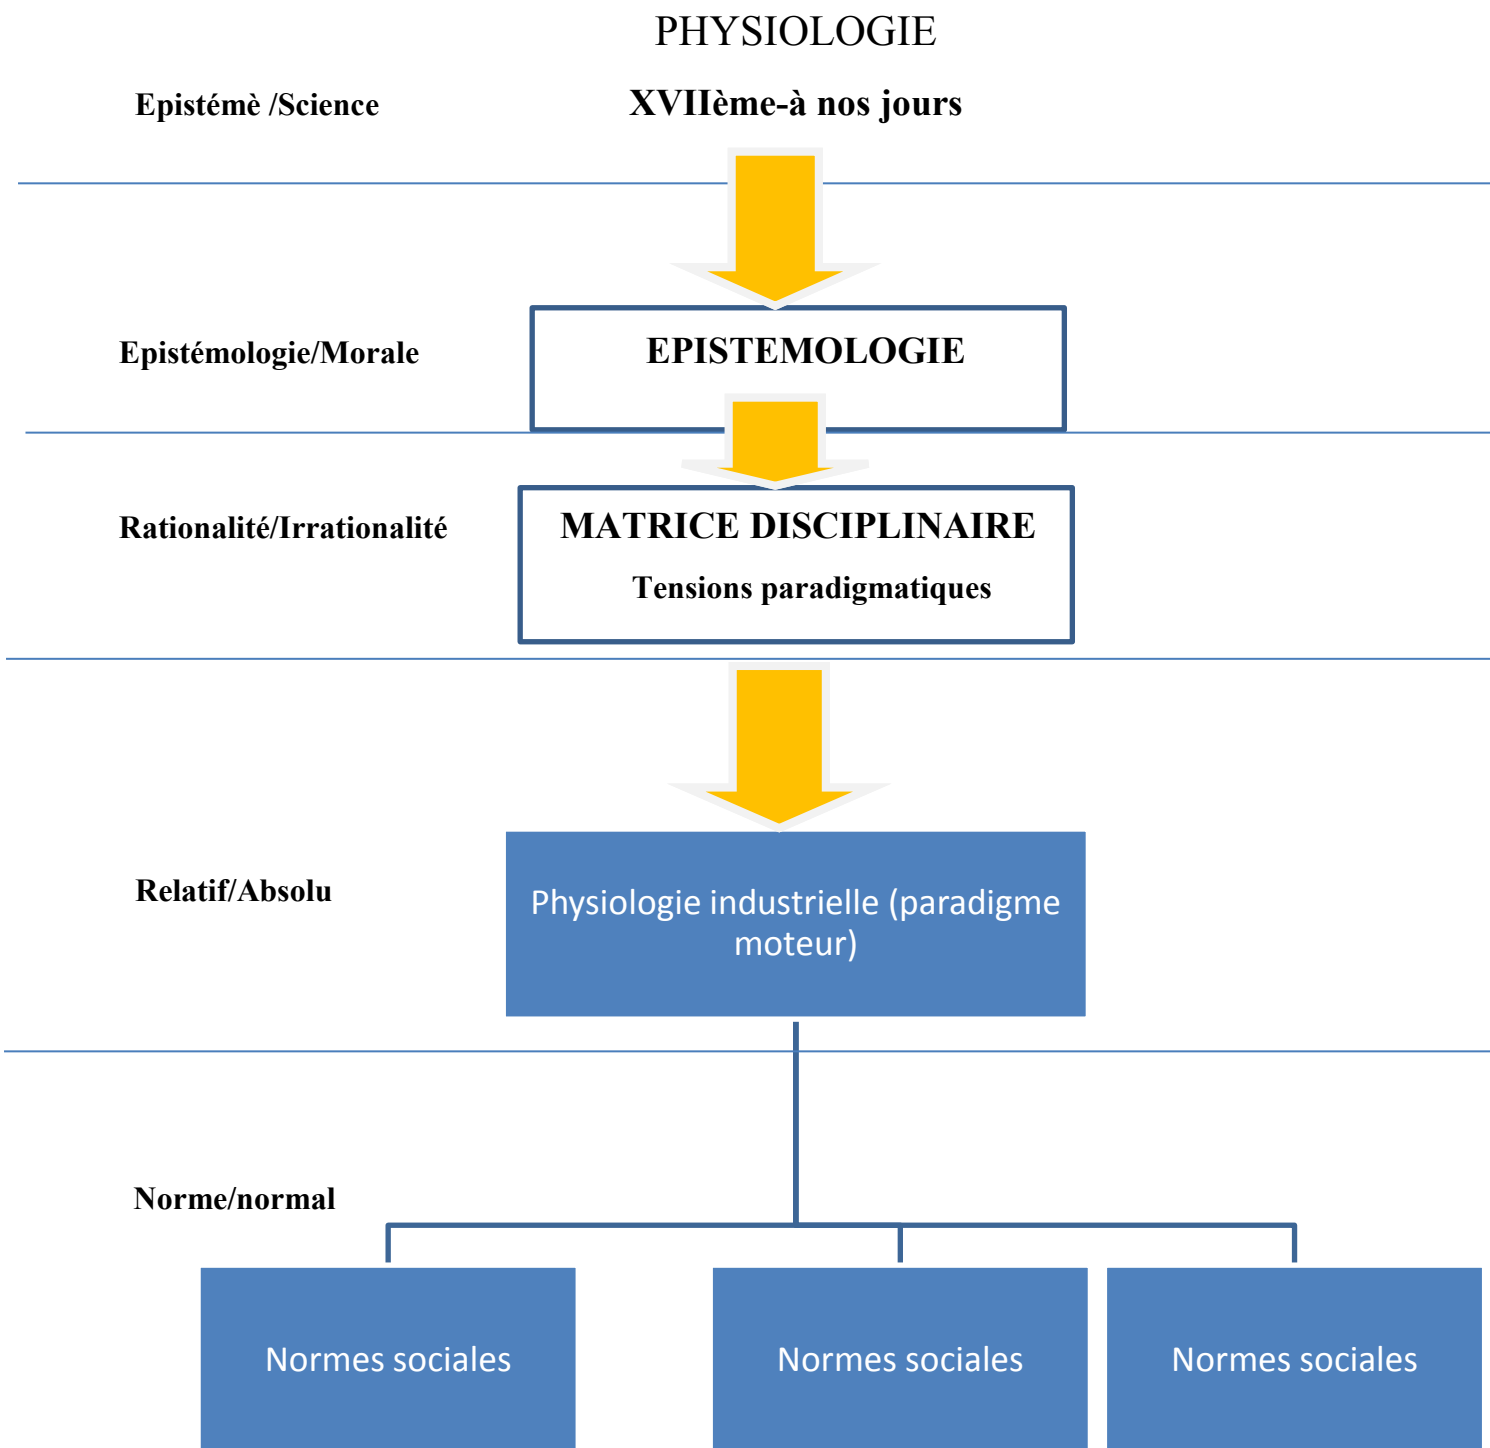 PHYSIOLOGIE
Epistémè /Science
XVIIème-à nos jours
Epistémologie/Morale
EPISTEMOLOGIE
Rationalité/Irrationalité
MATRICE DISCIPLINAIRE
Tensions paradigmatiques
Relatif/Absolu
Physiologie industrielle (paradigme
moteur)
Norme/normal
Normes sociales
Normes sociales
Normes sociales